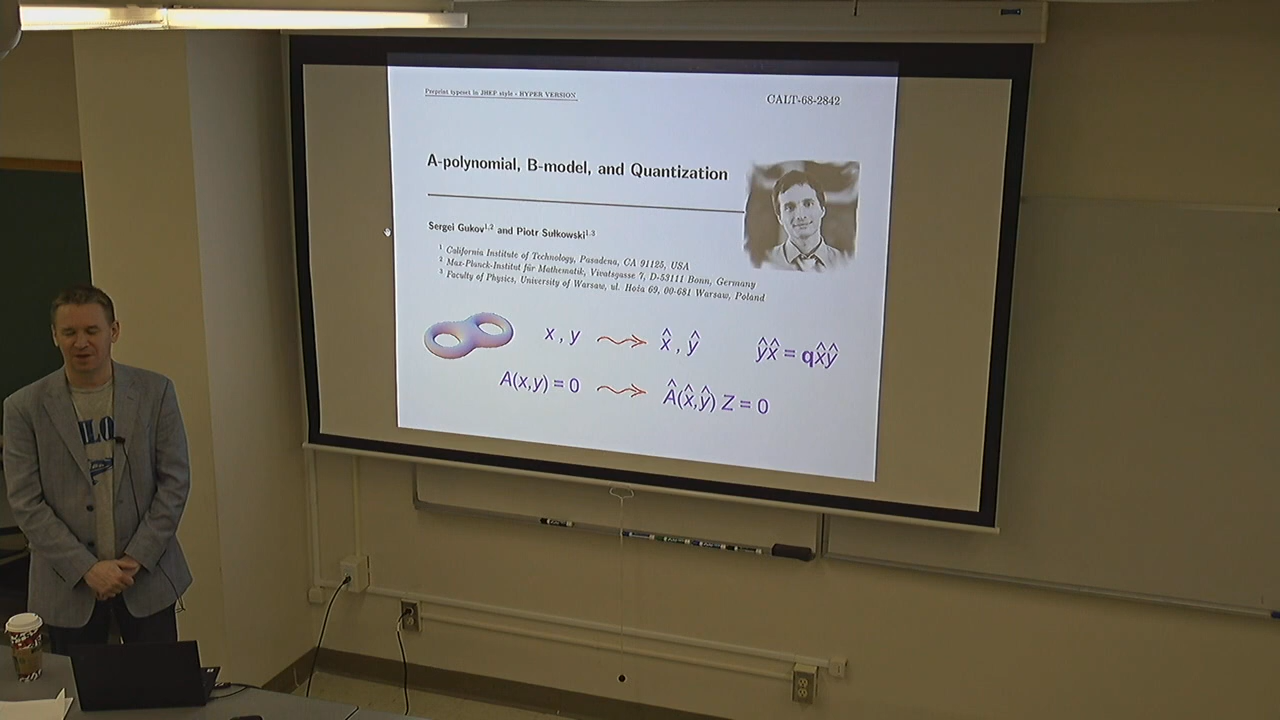 Preprint typeset in JHEP style - HYPER VERSION
CALT-68-2842
A-polynomial, B-model, and Quantization
Sergei Gukov1,2 and Piotr Sułkowski1,3
1 California Institute of Technology, Pasadena, CA 91125, USA
2 Max-Planck-Institut für Mathematik, Vivatsgasse 7, D-53111 Bonn, Germany
3 Faculty of Physics, University of Warsaw, ul. Hoża 69, 00-681 Warsaw, Poland
x , y ⇝ x̂ , ŷ ŷx̂ = qx̂ŷ
A(x,y) = 0 ⇝ Â(x̂,ŷ) Z = 0